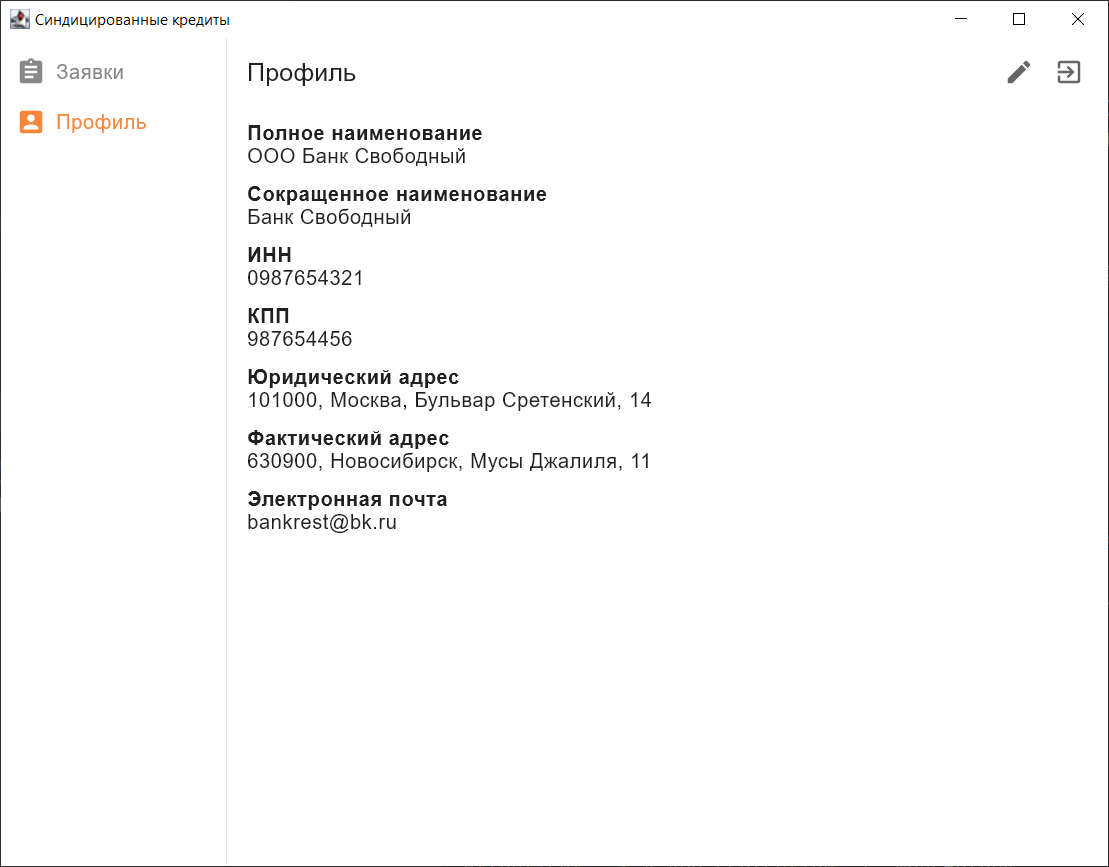 Синдицированные кредиты
Заявки
Профиль
Профиль
Полное наименование
ООО Банк Свободный
Сокращенное наименование
Банк Свободный
ИНН
0987654321
КПП
987654456
Юридический адрес
101000, Москва, Бульвар Сретенский, 14
Фактический адрес
630900, Новосибирск, Мусы Джалиля, 11
Электронная почта
bankrest@bk.ru